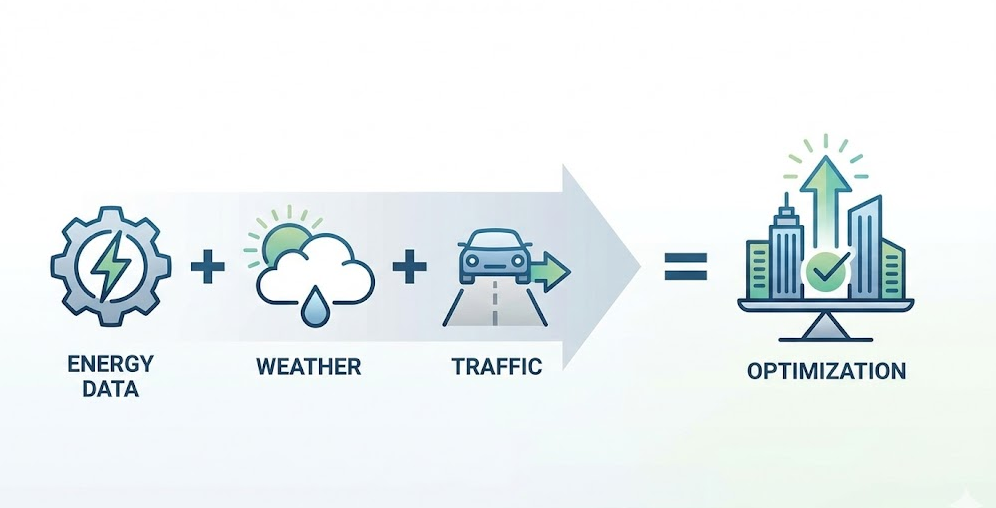 ENERGY
DATA
+
WEATHER
+
TRAFFIC
=
OPTIMIZATION